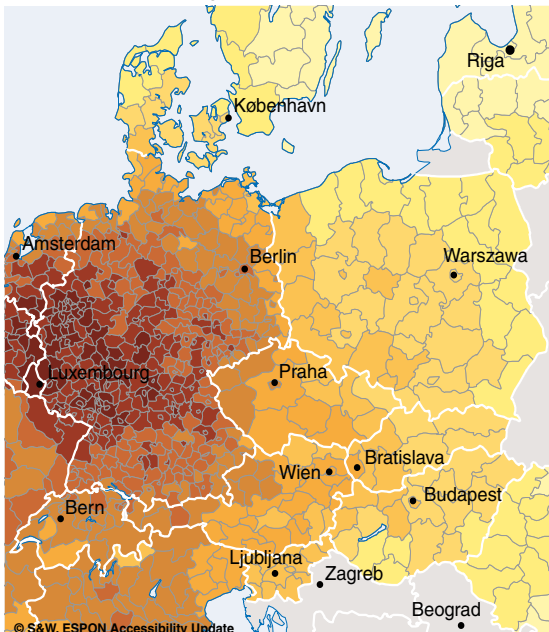 Riga
København
Amsterdam
Berlin
Warszawa
Luxembourg
Praha
Wien
Bratislava
Budapest
Bern
Ljubljana
Zagreb
Beograd
© S&W, ESPON Accessibility Update